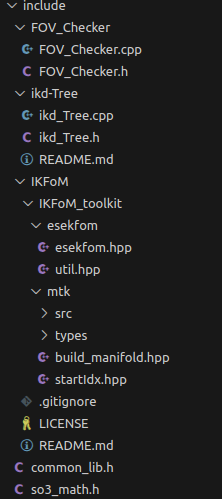 include
FOV_Checker
FOV_Checker.cpp
FOV_Checker.h
ikd-Tree
ikd_Tree.cpp
ikd_Tree.h
README.md
IKFoM
IKFoM_toolkit
esekfom
esekfom.hpp
util.hpp
mtk
src
types
build_manifold.hpp
startIdx.hpp
.gitignore
LICENSE
README.md
common_lib.h
so3_math.h